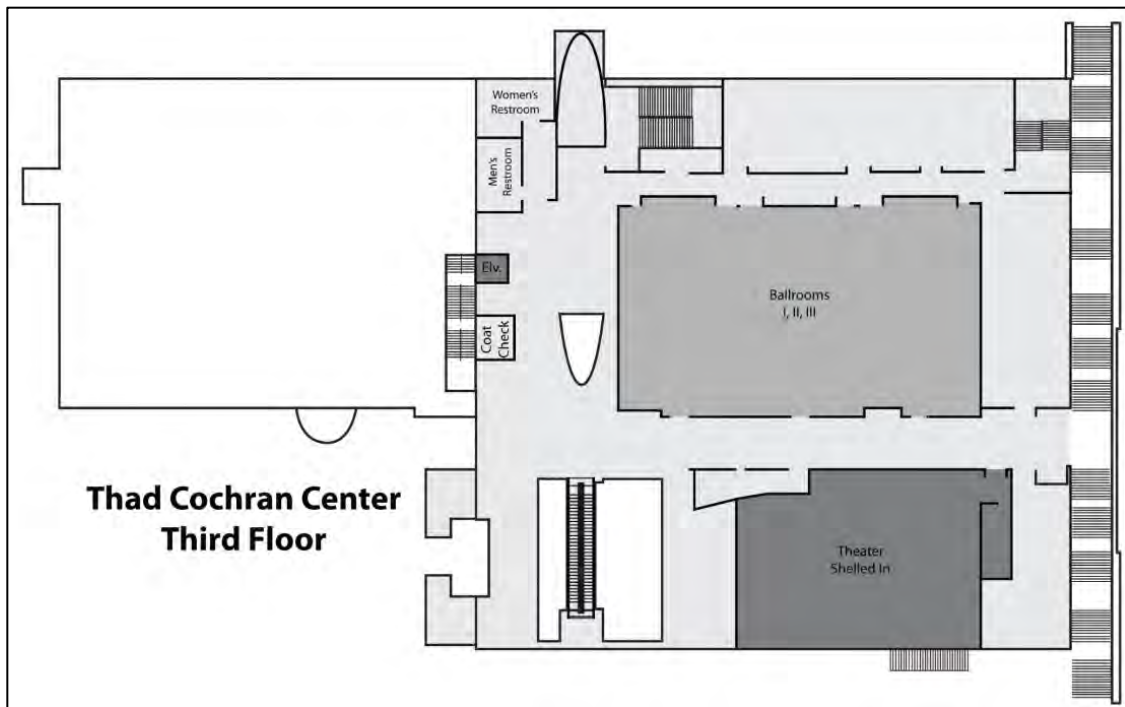 Women's
Restroom
Men's
Restroom
Elv.
Coat
Check
Ballrooms
I, II, III
Thad Cochran Center
Third Floor
Theater
Shelled In